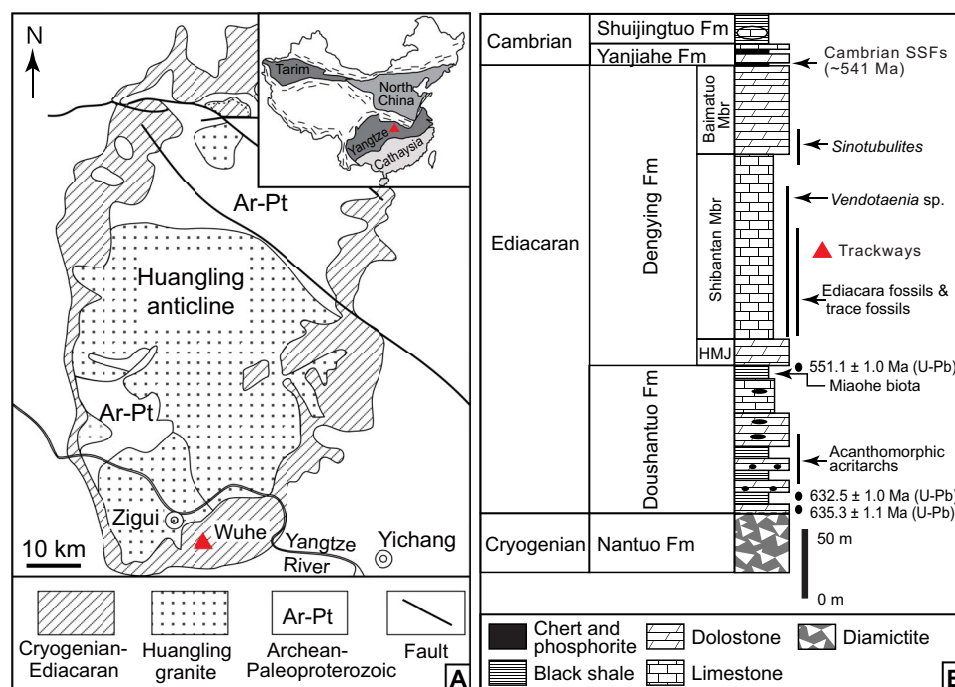 N
Tarim
North
China
Yangtze
Cathaysia
Ar-Pt
Huangling
anticline
Ar-Pt
Zigui
Wuhe
10 km
Yangtze
River
Yichang
Ar-Pt
Cryogenian-
Ediacaran
Huangling
granite
Archean-
Paleoproterozoic
Fault
A
Cambrian
Shuijingtuo Fm
Yanjiahe Fm
Cambrian SSFs
(~541 Ma)
Ediacaran
Dengying Fm
Baimatuo
Mbr
Sinotubulites
Shibantan Mbr
Vendotaenia sp.
Trackways
Ediacara fossils &
trace fossils
HMJ
551.1 ± 1.0 Ma (U-Pb)
Miaohe biota
Doushantuo Fm
Acanthomorphic
acritarchs
632.5 ± 1.0 Ma (U-Pb)
635.3 ± 1.1 Ma (U-Pb)
Cryogenian
Nantuo Fm
50 m
0 m
Chert and
phosphorite
Dolostone
Diamictite
Black shale
Limestone